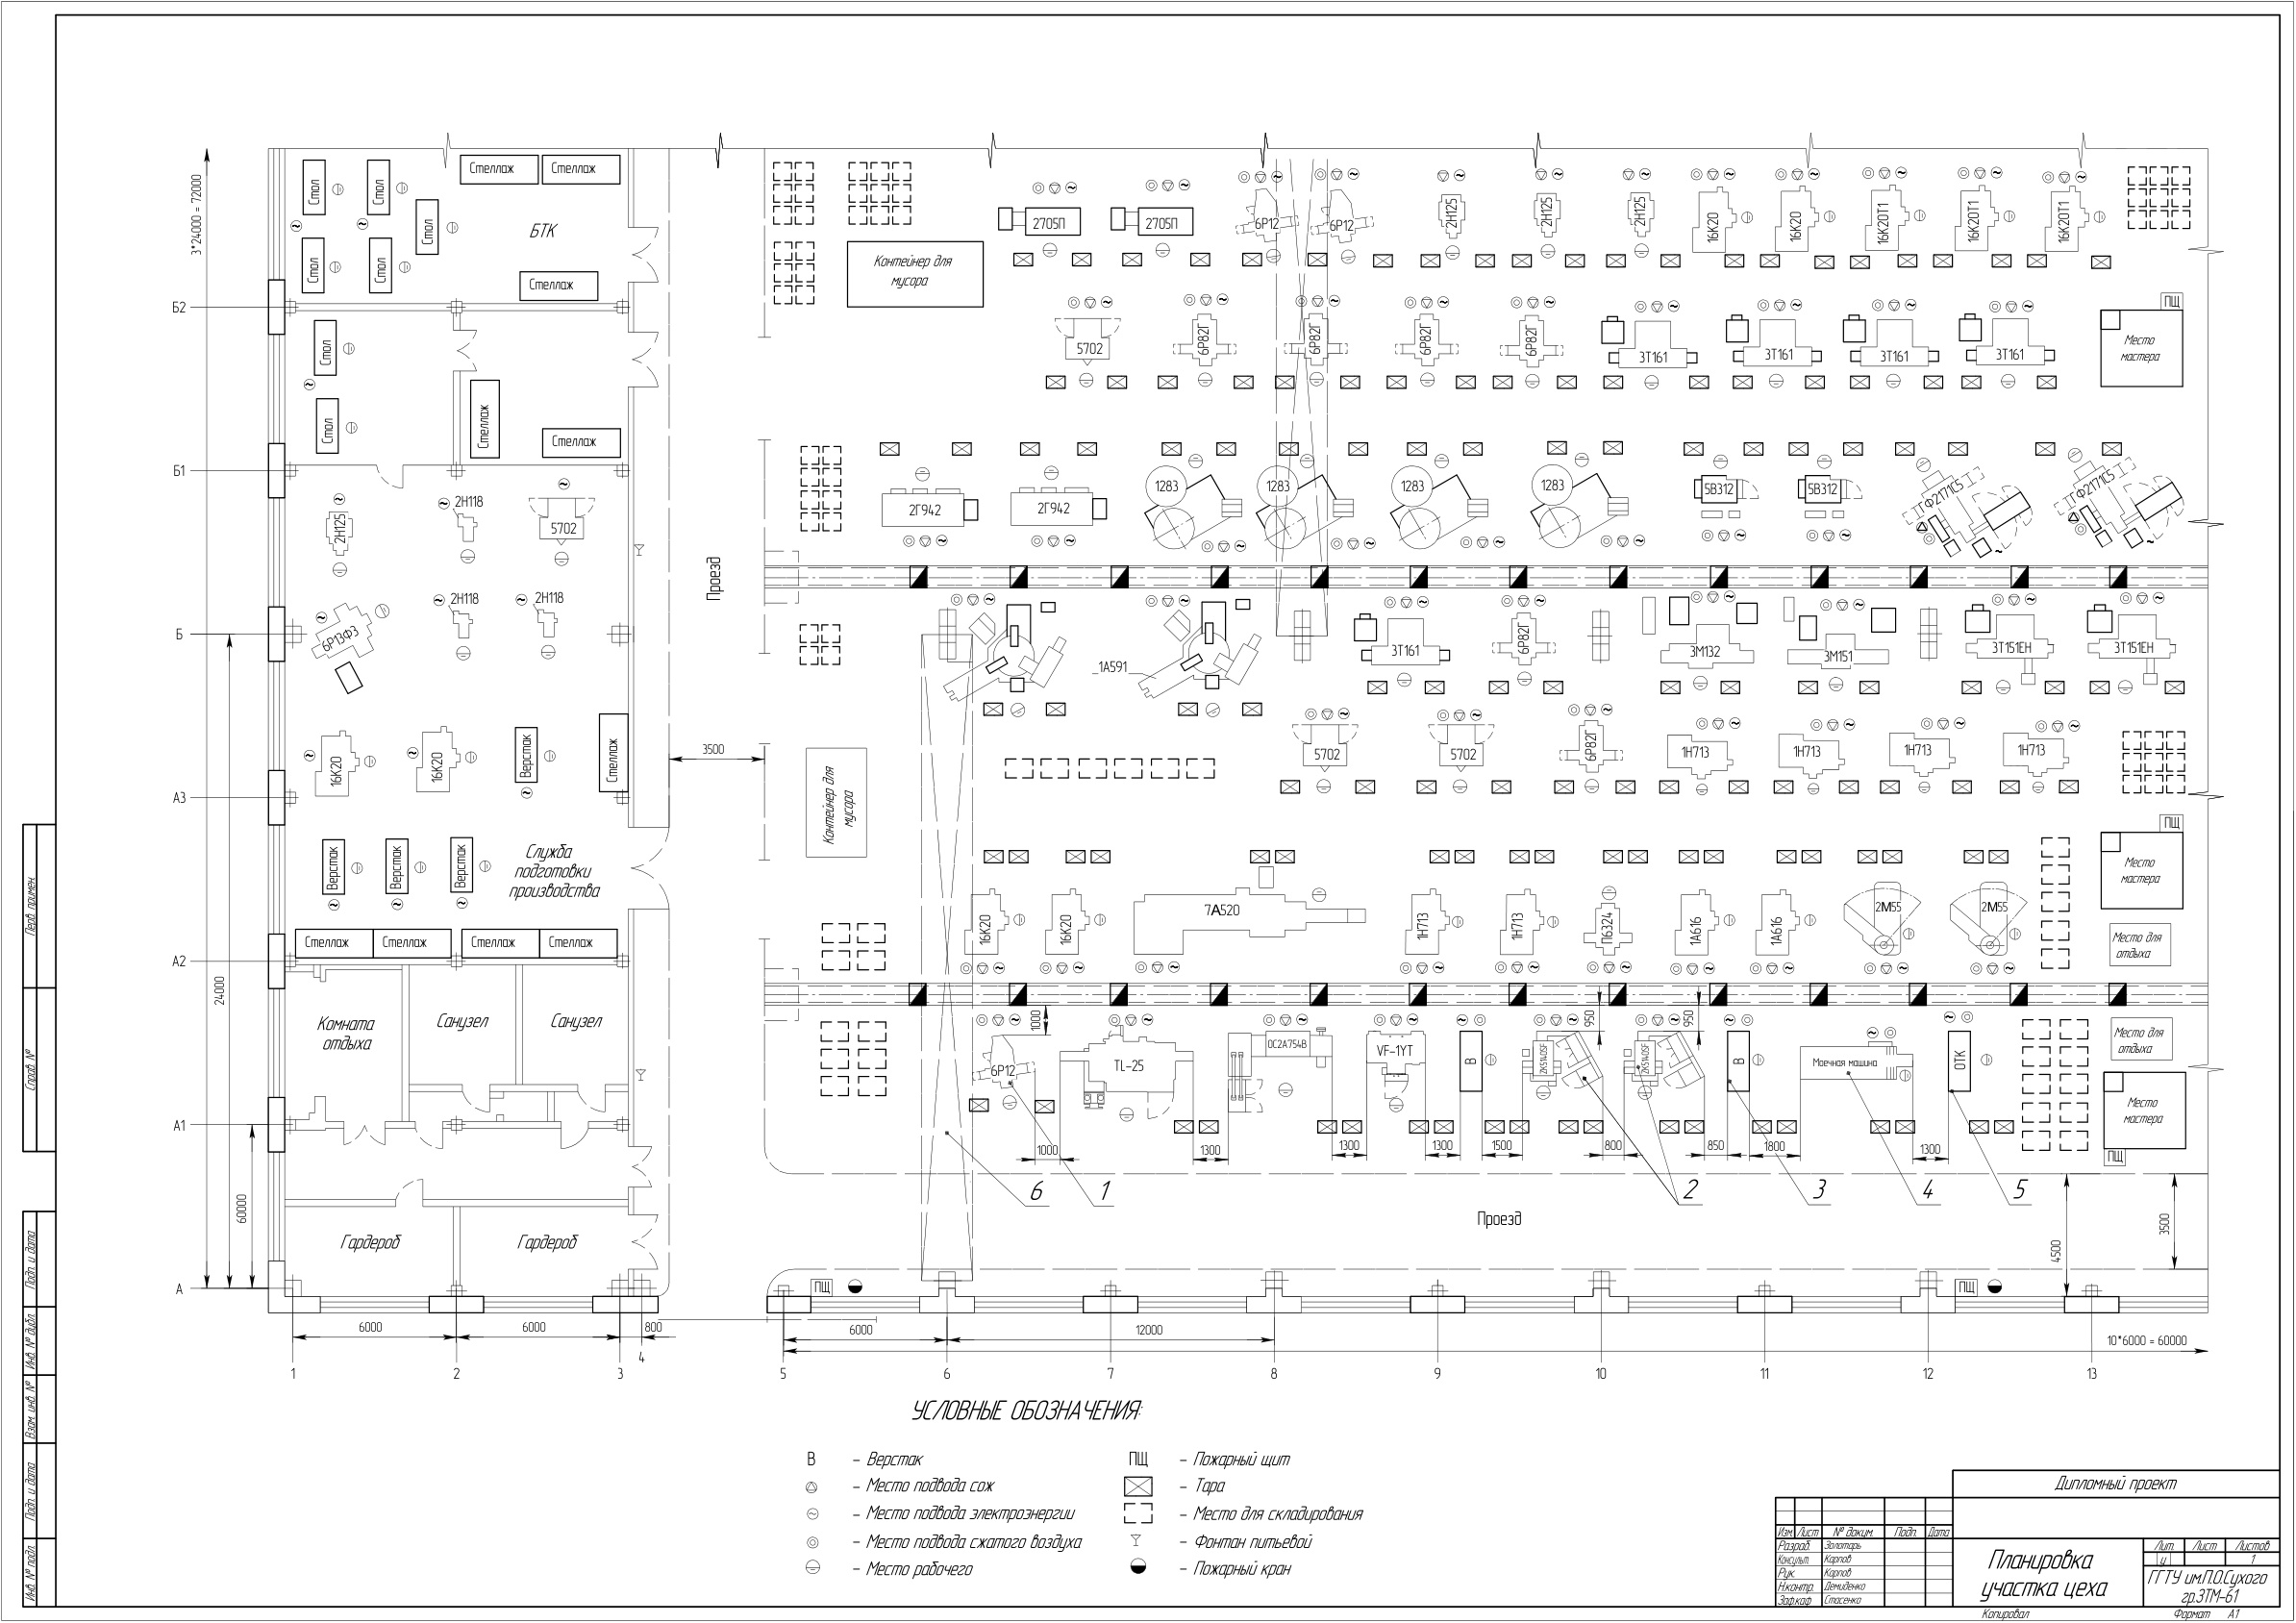 3*24000 = 72000
Стол
Стол
Стеллаж
Стеллаж
Стол
БТК
Стол
Стол
Стеллаж
Контейнер для
мусора
2705П
2705П
6Р12
6Р12
2Н125
2Н125
2Н125
16К20
16К20
16К20Т1
16К20Т1
16К20Т1
Б2
Стол
Стол
Стеллаж
Стеллаж
5702
6Р82Г
6Р82Г
6Р82Г
6Р82Г
3Т161
3Т161
3Т161
3Т161
ПЩ
Место
мастера
Б1
2Н125
2Н118
5702
2Г942
2Г942
1283
1283
1283
1283
5В312
5В312
ГФ2171С5
ГФ2171С5
Проезд
2Н118
2Н118
6Р13Ф3
Б
1А591
3Т161
6Р82Г
3М132
3М151
3Т151ЕН
3Т151ЕН
16К20
16К20
Верстак
Стеллаж
3500
5702
5702
6Р82Г
1Н713
1Н713
1Н713
1Н713
А3
Контейнер для
мусора
Верстак
Верстак
Верстак
Служба
подготовки
производства
ПЩ
Место
мастера
Стеллаж
Стеллаж
Стеллаж
Стеллаж
16К20
16К20
7А520
1Н713
1Н713
П6324
1А616
1А616
2М55
2М55
Место для
отдыха
А2
24000
Комната
отдыха
Санузел
Санузел
1000
950
950
6Р12
TL-25
ОС2А754В
VF-1YT
В
2К5140SF
2К5140SF
В
Моечная машина
ОТК
Место для
отдыха
Место
мастера
ПЩ
А1
1000
1300
1300
1300
1500
800
850
1800
1300
60000
6
1
2
3
4
5
Проезд
4500
3500
Гардероб
Гардероб
А
ПЩ
ПЩ
6000
6000
800
6000
12000
10*6000 = 60000
4
1
2
3
5
6
7
8
9
10
11
12
13
УСЛОВНЫЕ ОБОЗНАЧЕНИЯ:
В – Верстак
– Место подвода сож
– Место подвода электроэнергии
– Место подвода сжатого воздуха
– Место рабочего
ПЩ – Пожарный щит
– Тара
– Место для складирования
– Фонтан питьевой
– Пожарный кран
Перв. примен.
Справ. №
Подп. и дата
Инв. № дубл.
Взам. инв. №
Подп. и дата
Инв. № подл.
Дипломный проект
Изм. Лист № докум. Подп. Дата
Разраб. Золотарь
Консульт. Карпов
Рук. Карпов
Н.контр. Демиденко
Зав.каф. Стасенко
Планировка
участка цеха
Лит. Лист Листов
у 1
ГГТУ им.П.О.Сухого
гр.ЗТМ-61
Копировал Формат А1